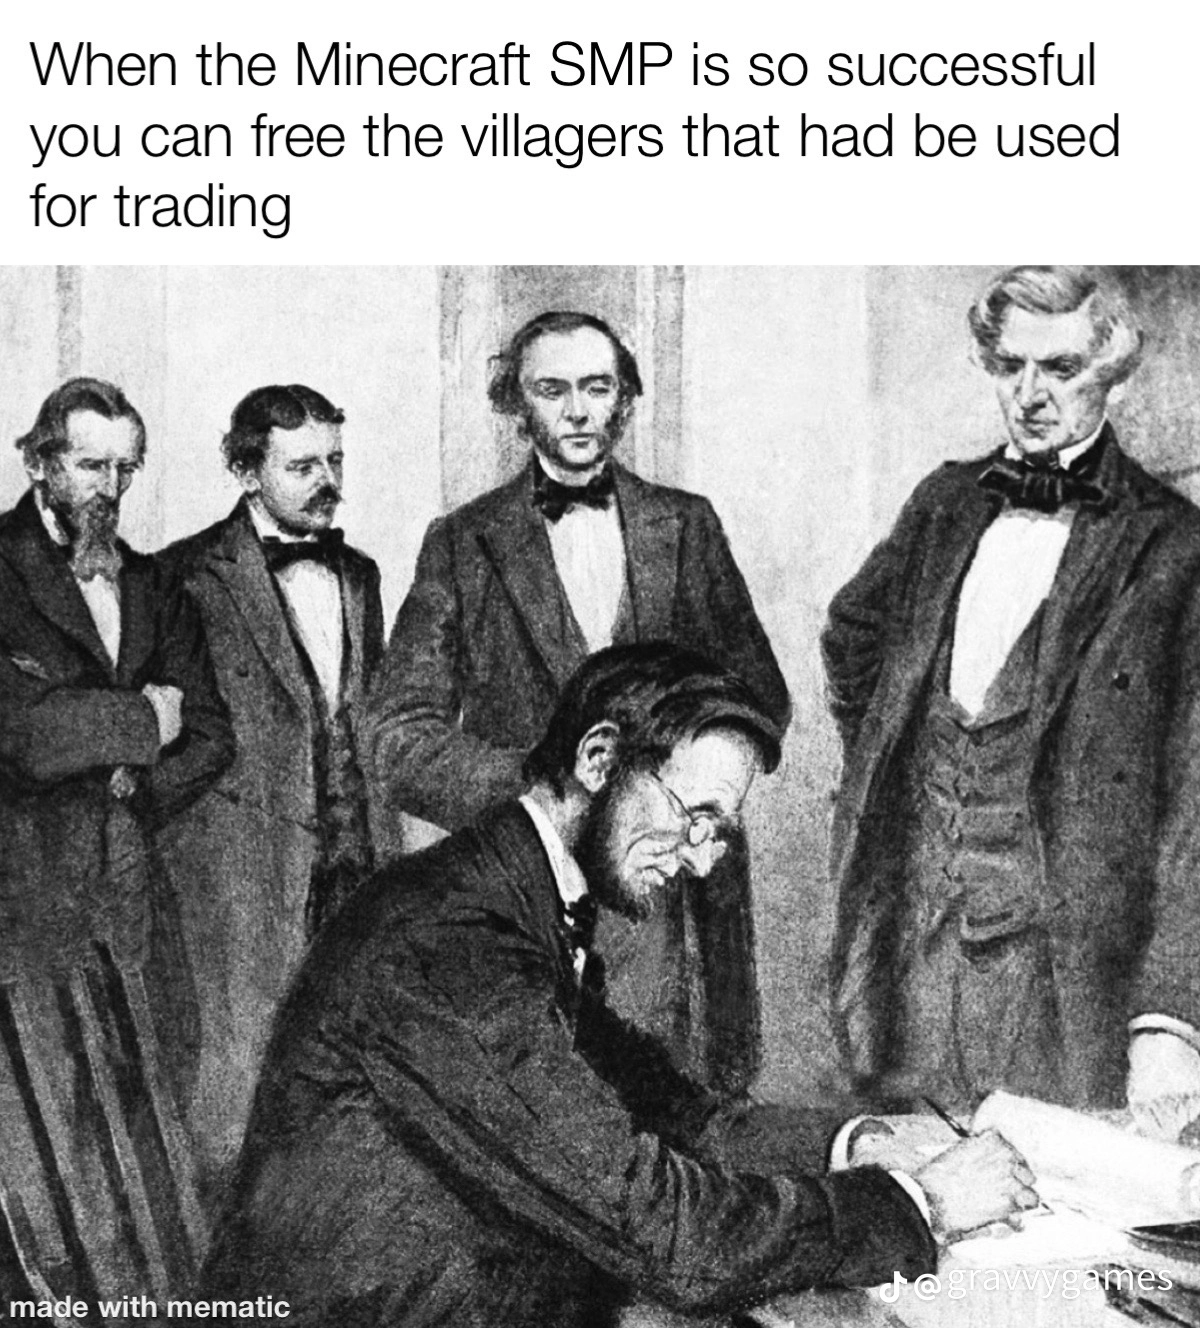 When the Minecraft SMP is so successful
you can free the villagers that had be used
for trading
made with mematic
@gravvygames